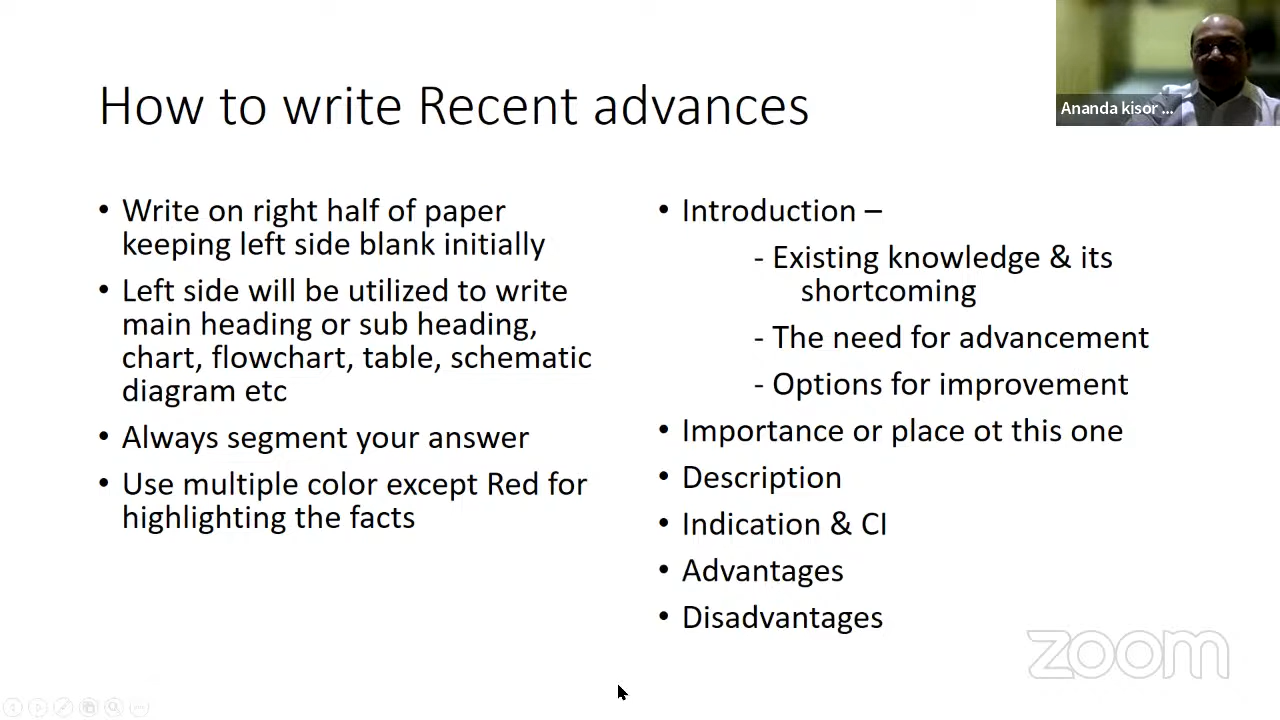 How to write Recent advances
Ananda kisor ...
• Write on right half of paper
keeping left side blank initially
• Left side will be utilized to write
main heading or sub heading,
chart, flowchart, table, schematic
diagram etc
• Always segment your answer
• Use multiple color except Red for
highlighting the facts
• Introduction –
- Existing knowledge & its
shortcoming
- The need for advancement
- Options for improvement
• Importance or place ot this one
• Description
• Indication & CI
• Advantages
• Disadvantages
zoom